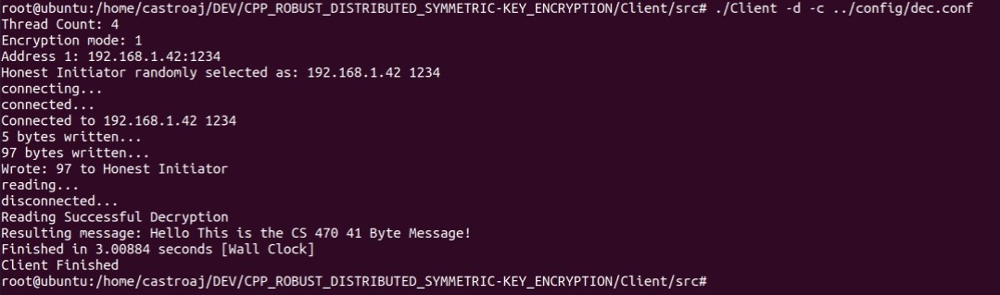 root@ubuntu:/home/castroaj/DEV/CPP_ROBUST_DISTRIBUTED_SYMMETRIC-KEY_ENCRYPTION/Client/src# ./Client -d -c ../config/dec.conf
Thread Count: 4
Encryption mode: 1
Address 1: 192.168.1.42:1234
Honest Initiator randomly selected as: 192.168.1.42 1234
connecting...
connected...
Connected to 192.168.1.42 1234
5 bytes written...
97 bytes written...
Wrote: 97 to Honest Initiator
reading...
disconnected...
Reading Successful Decryption
Resulting message: Hello This is the CS 470 41 Byte Message!
Finished in 3.00884 seconds [Wall Clock]
Client Finished
root@ubuntu:/home/castroaj/DEV/CPP_ROBUST_DISTRIBUTED_SYMMETRIC-KEY_ENCRYPTION/Client/src#